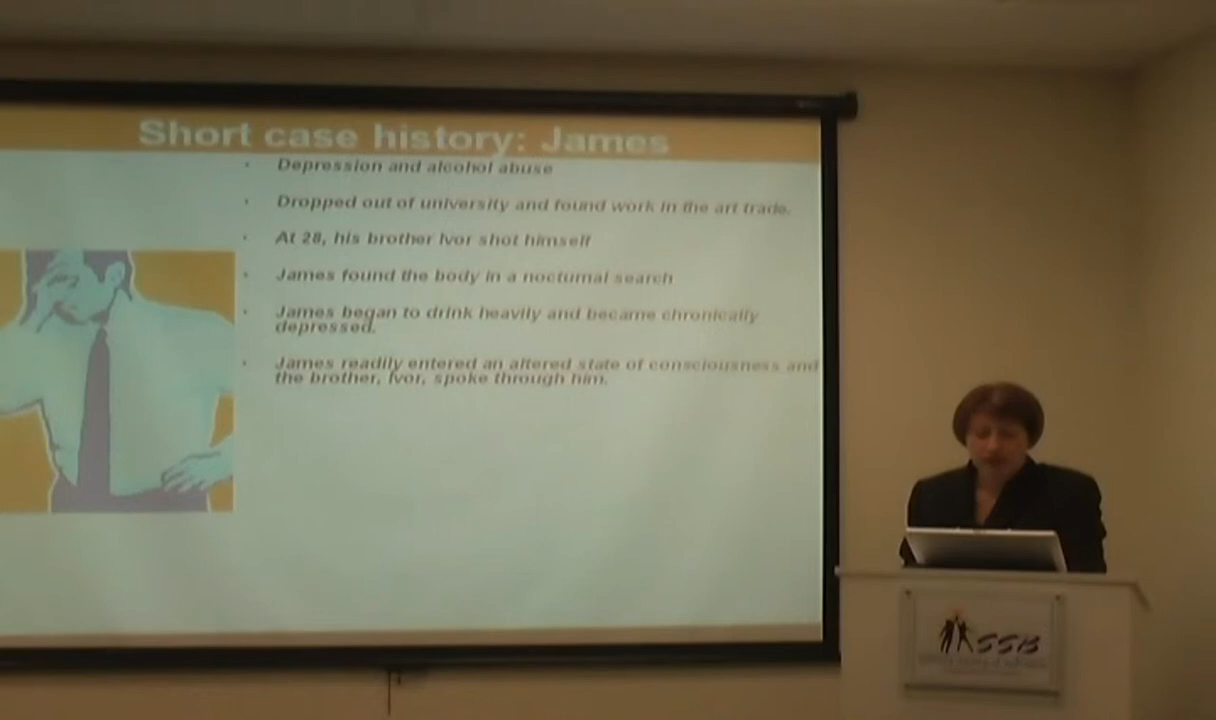 Short case history: James
• Depression and alcohol abuse
• Dropped out of university and found work in the art trade.
• At 28, his brother Ivor shot himself
• James found the body in a nocturnal search
• James began to drink heavily and became chronically
depressed.
• James readily entered an altered state of consciousness and
the brother, Ivor, spoke through him.
SSB